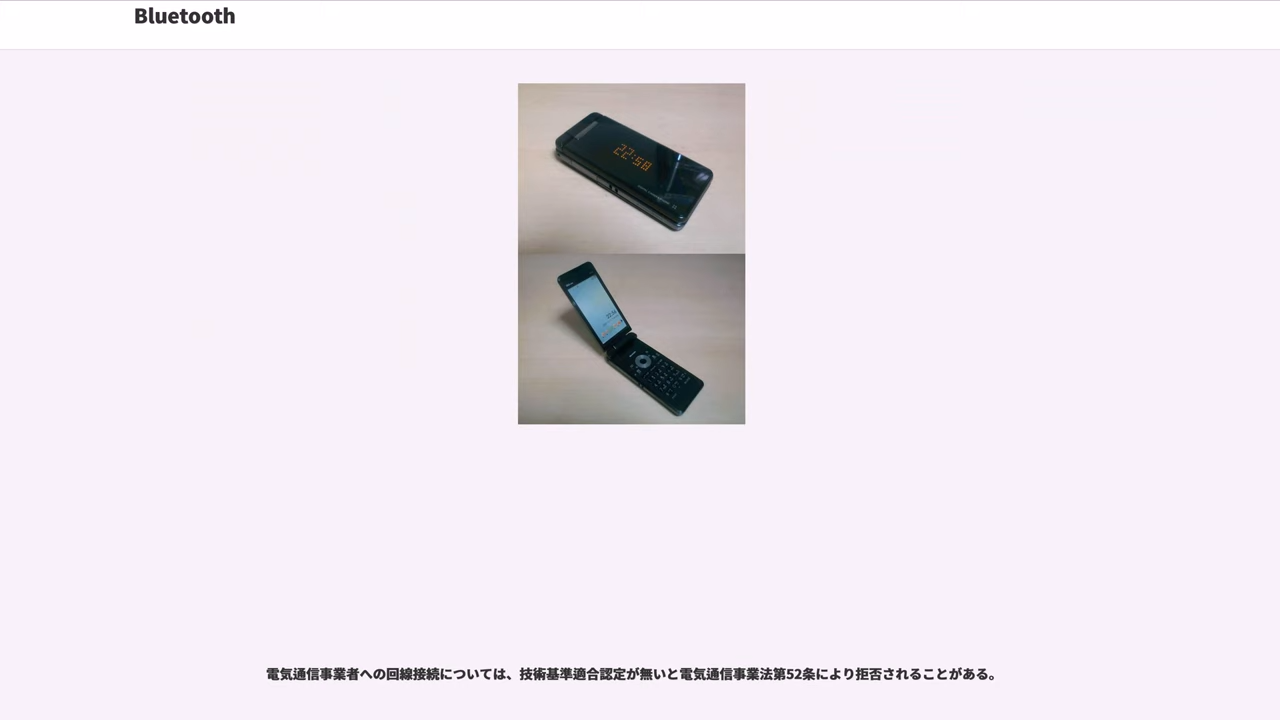 Bluetooth
22:58
電気通信事業者への回線接続については、技術基準適合認定が無いと電気通信事業法第52条により拒否されることがある。